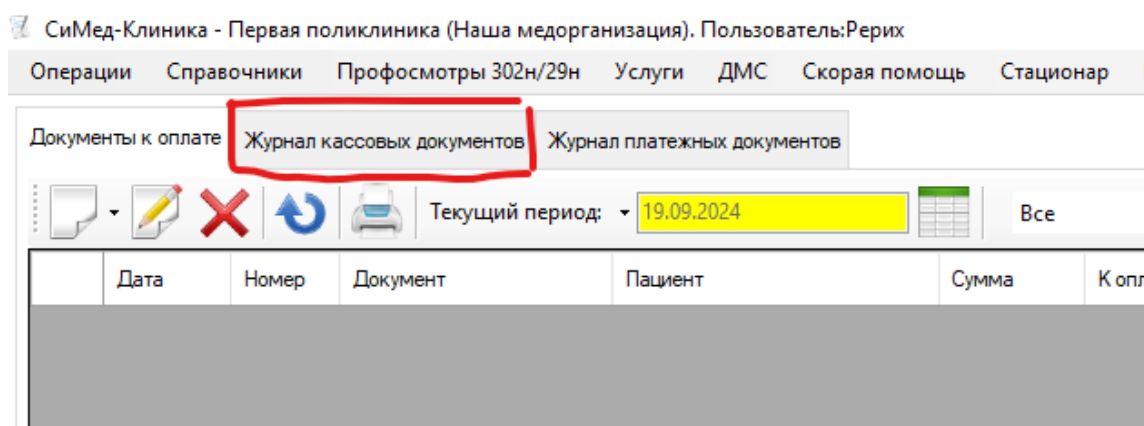 СиМед-Клиника - Первая поликлиника (Наша медорганизация). Пользователь:Рерих
Операции Справочники Профосмотры 302н/29н Услуги ДМС Скорая помощь Стационар
Документы к оплате Журнал кассовых документов Журнал платежных документов
Текущий период: 19.09.2024 Все
Дата Номер Документ Пациент Сумма К опл